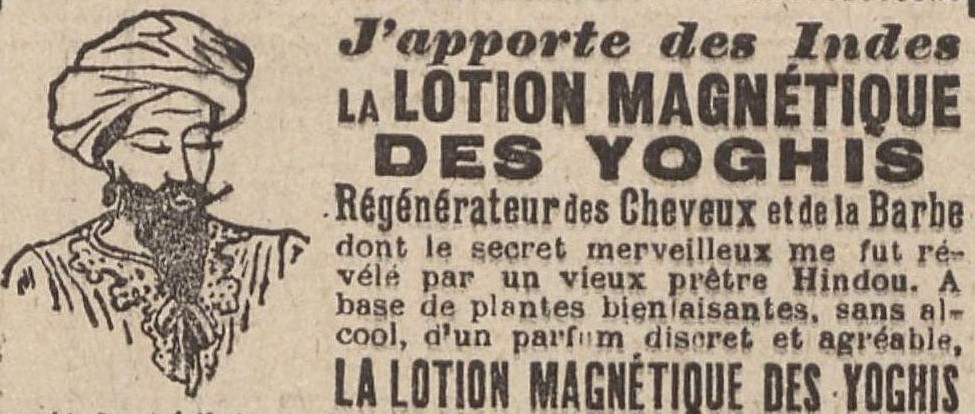 J'apporte des Indes
LA LOTION MAGNÉTIQUE
DES YOGHIS
Régénérateur des Cheveux et de la Barbe
dont le secret merveilleux me fut ré-
vélé par un vieux prêtre Hindou. A
base de plantes bienfaisantes, sans al-
cool, d'un parfum discret et agréable,
LA LOTION MAGNÉTIQUE DES YOGHIS